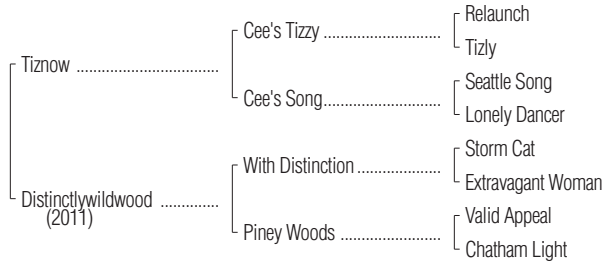 Relaunch
Cee's Tizzy
Tizly
Tiznow
Seattle Song
Cee's Song
Lonely Dancer
Storm Cat
With Distinction
Extravagant Woman
Distinctlywildwood
(2011)
Valid Appeal
Piney Woods
Chatham Light